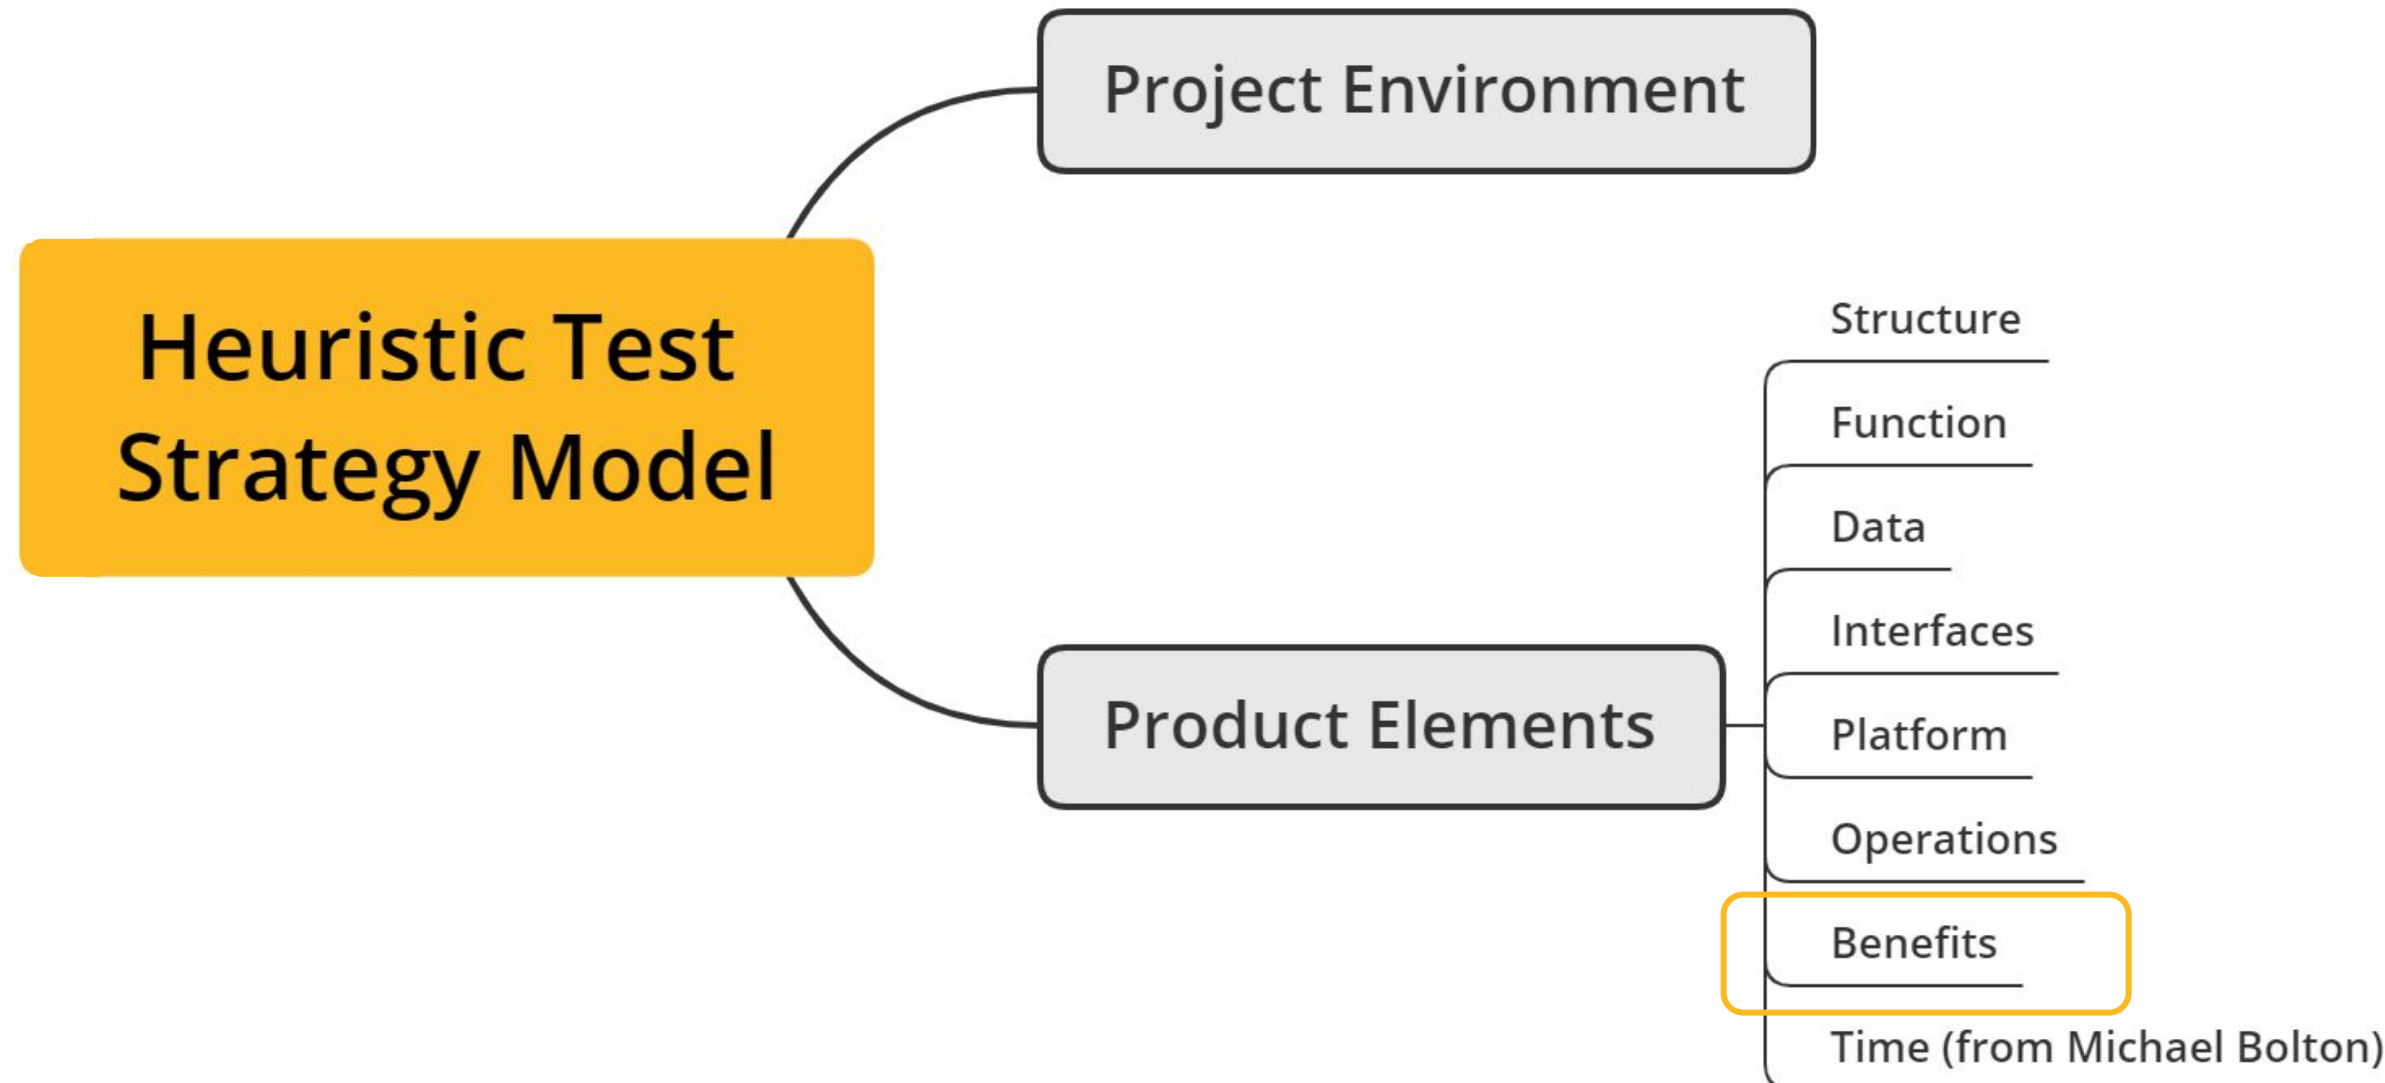 Project Environment
Heuristic Test
Strategy Model
Structure
Function
Data
Interfaces
Product Elements
Platform
Operations
Benefits
Time (from Michael Bolton)